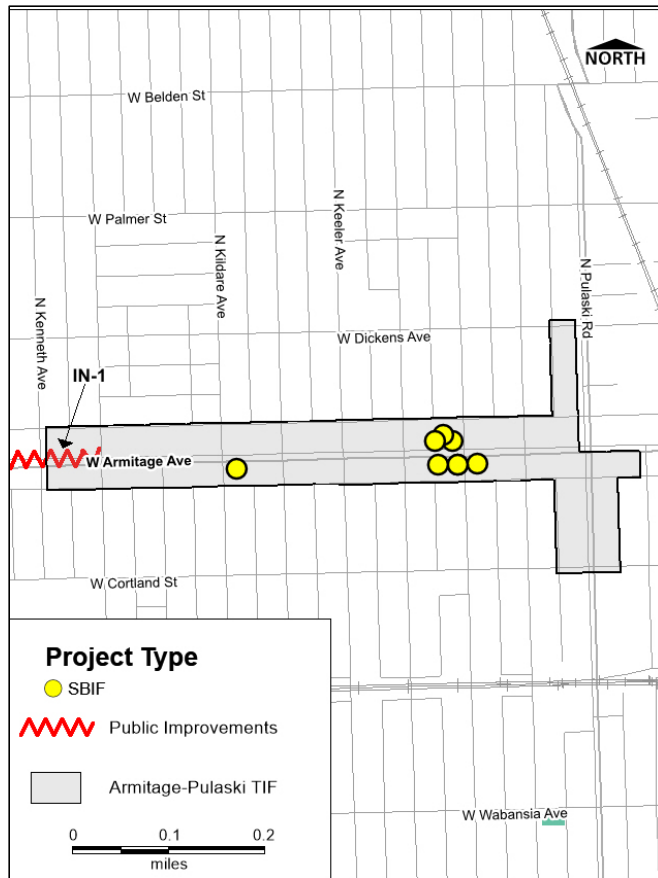 NORTH
W Belden St
N Keeler Ave
W Palmer St
N Kildare Ave
N Pulaski Rd
N Kenneth Ave
W Dickens Ave
IN-1
W Armitage Ave
W Cortland St
Project Type
SBIF
Public Improvements
Armitage-Pulaski TIF
W Wabansia Ave
0 0.1 0.2
miles